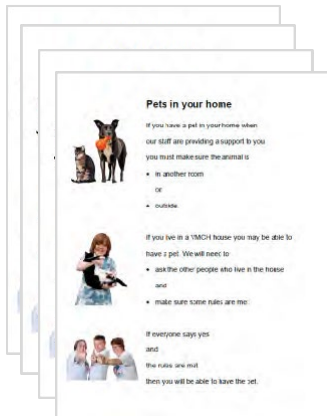 Pets in your home
If you have a pet in your home when
our staff are providing a support to you
you must make sure the animal is
• in another room
or
• outside.
If you live in a YMCH house you may be able to
have a pet. We will need to
• ask the other people who live in the house
and
• make sure some rules are met
If everyone says yes
and
the rules are met
then you will be able to have the pet.